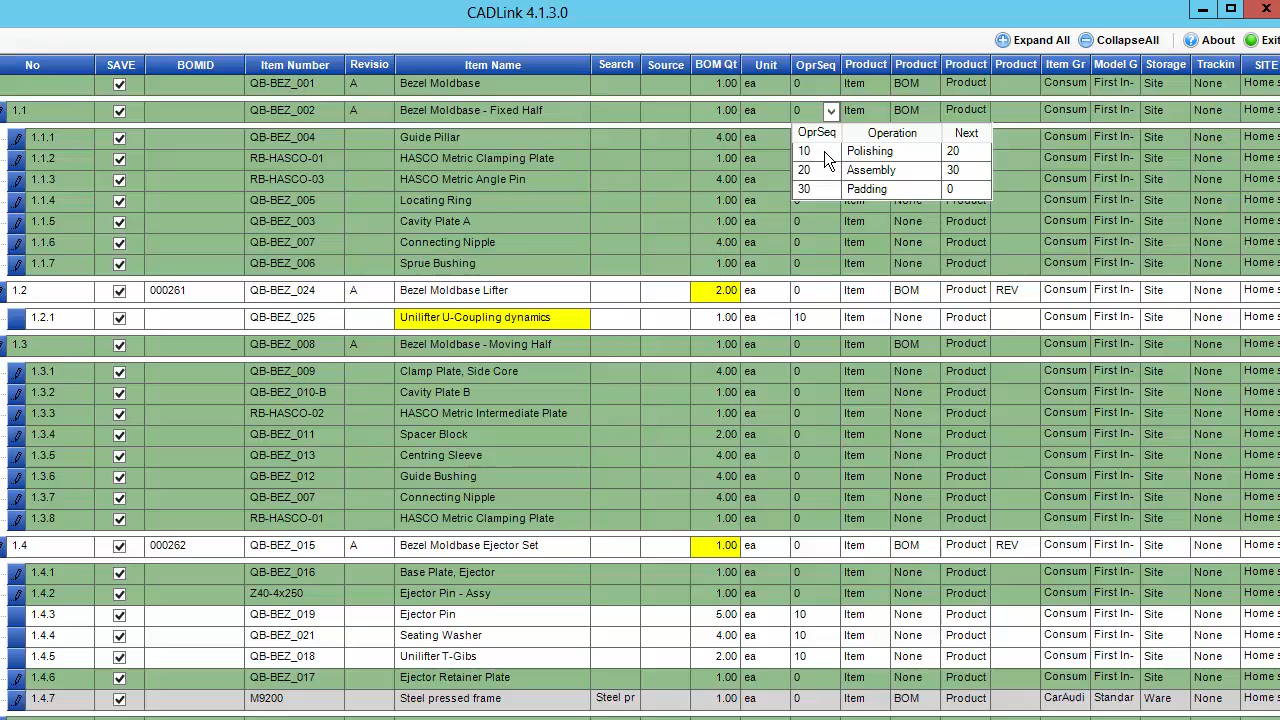 CADLink 4.1.3.0
Expand All CollapseAll About Exi
No SAVE BOMID Item Number Revisio Item Name Search Source BOM Qt Unit OprSeq Product Product Product Product Item Gr Model G Storage Trackin SITE
QB-BEZ_001 A Bezel Moldbase 1.00 ea 0 Item BOM Product Consum First In- Site None Home s
1.1 QB-BEZ_002 A Bezel Moldbase - Fixed Half 1.00 ea 0 Item BOM Product Consum First In- Site None Home s
OprSeq Operation Next
10 Polishing 20
20 Assembly 30
30 Padding 0
1.1.1 QB-BEZ_004 Guide Pillar 4.00 ea Consum First In- Site None Home s
1.1.2 RB-HASCO-01 HASCO Metric Clamping Plate 1.00 ea Consum First In- Site None Home s
1.1.3 RB-HASCO-03 HASCO Metric Angle Pin 4.00 ea Consum First In- Site None Home s
1.1.4 QB-BEZ_005 Locating Ring 1.00 ea 0 Item None Product Consum First In- Site None Home s
1.1.5 QB-BEZ_003 Cavity Plate A 1.00 ea 0 Item None Product Consum First In- Site None Home s
1.1.6 QB-BEZ_007 Connecting Nipple 4.00 ea 0 Item None Product Consum First In- Site None Home s
1.1.7 QB-BEZ_006 Sprue Bushing 4.00 ea 0 Item None Product Consum First In- Site None Home s
1.2 000261 QB-BEZ_024 A Bezel Moldbase Lifter 2.00 ea 0 Item BOM Product REV Consum First In- Site None Home s
1.2.1 QB-BEZ_025 Unilifter U-Coupling dynamics 1.00 ea 10 Item None Product Consum First In- Site None Home s
1.3 QB-BEZ_008 A Bezel Moldbase - Moving Half 1.00 ea 0 Item BOM Product Consum First In- Site None Home s
1.3.1 QB-BEZ_009 Clamp Plate, Side Core 4.00 ea 0 Item None Product Consum First In- Site None Home s
1.3.2 QB-BEZ_010-B Cavity Plate B 1.00 ea 0 Item None Product Consum First In- Site None Home s
1.3.3 RB-HASCO-02 HASCO Metric Intermediate Plate 1.00 ea 0 Item None Product Consum First In- Site None Home s
1.3.4 QB-BEZ_011 Spacer Block 2.00 ea 0 Item None Product Consum First In- Site None Home s
1.3.5 QB-BEZ_013 Centring Sleeve 4.00 ea 0 Item None Product Consum First In- Site None Home s
1.3.6 QB-BEZ_012 Guide Bushing 4.00 ea 0 Item None Product Consum First In- Site None Home s
1.3.7 QB-BEZ_007 Connecting Nipple 4.00 ea 0 Item None Product Consum First In- Site None Home s
1.3.8 RB-HASCO-01 HASCO Metric Clamping Plate 1.00 ea 0 Item None Product Consum First In- Site None Home s
1.4 000262 QB-BEZ_015 A Bezel Moldbase Ejector Set 1.00 ea 0 Item BOM Product REV Consum First In- Site None Home s
1.4.1 QB-BEZ_016 Base Plate, Ejector 1.00 ea 0 Item None Product Consum First In- Site None Home s
1.4.2 Z40-4x250 Ejector Pin - Assy 1.00 ea 0 Item None Product Consum First In- Site None Home s
1.4.3 QB-BEZ_019 Ejector Pin 5.00 ea 10 Item None Product Consum First In- Site None Home s
1.4.4 QB-BEZ_021 Seating Washer 4.00 ea 10 Item None Product Consum First In- Site None Home s
1.4.5 QB-BEZ_018 Unilifter T-Gibs 2.00 ea 10 Item None Product Consum First In- Site None Home s
1.4.6 QB-BEZ_017 Ejector Retainer Plate 1.00 ea 0 Item None Product Consum First In- Site None Home s
1.4.7 M9200 Steel pressed frame Steel pr 1.00 ea 0 Item BOM Product CarAudi Standar Ware None Home s